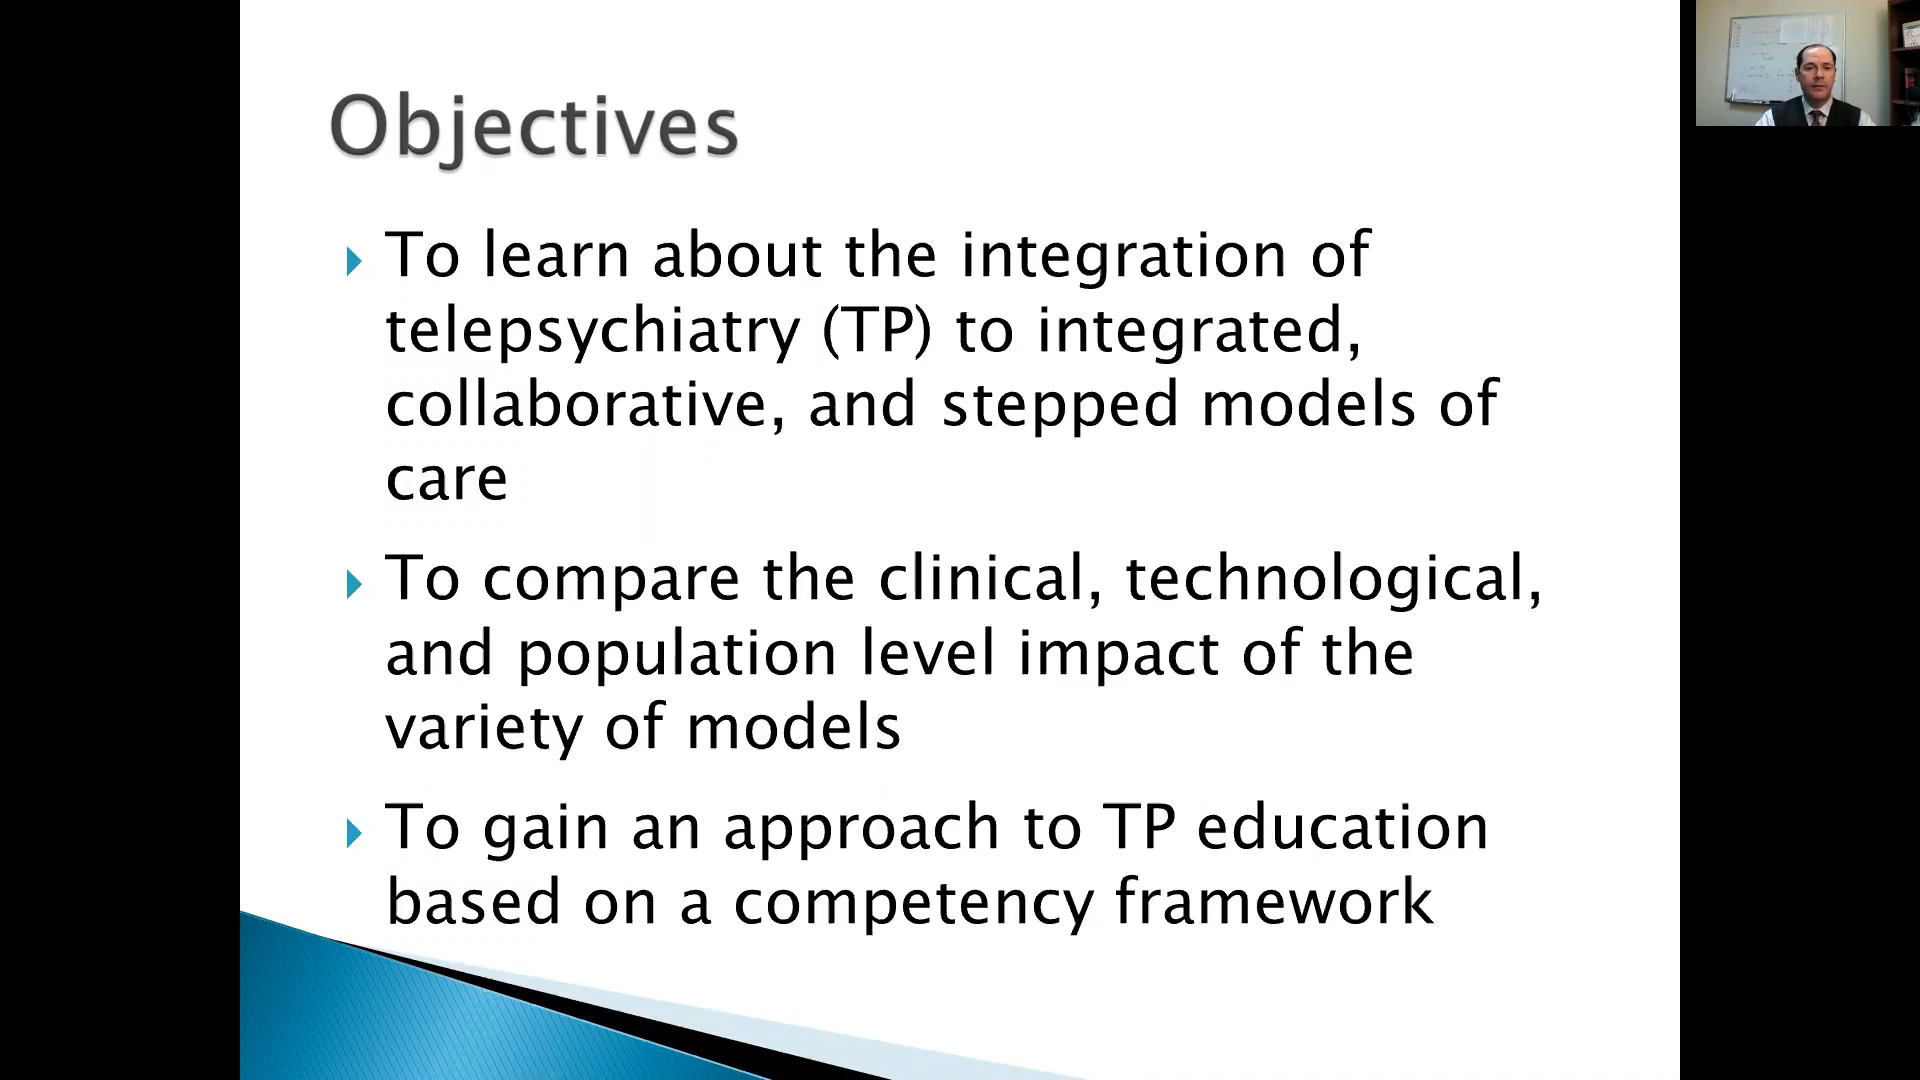 Objectives
To learn about the integration of
telepsychiatry (TP) to integrated,
collaborative, and stepped models of
care
To compare the clinical, technological,
and population level impact of the
variety of models
To gain an approach to TP education
based on a competency framework